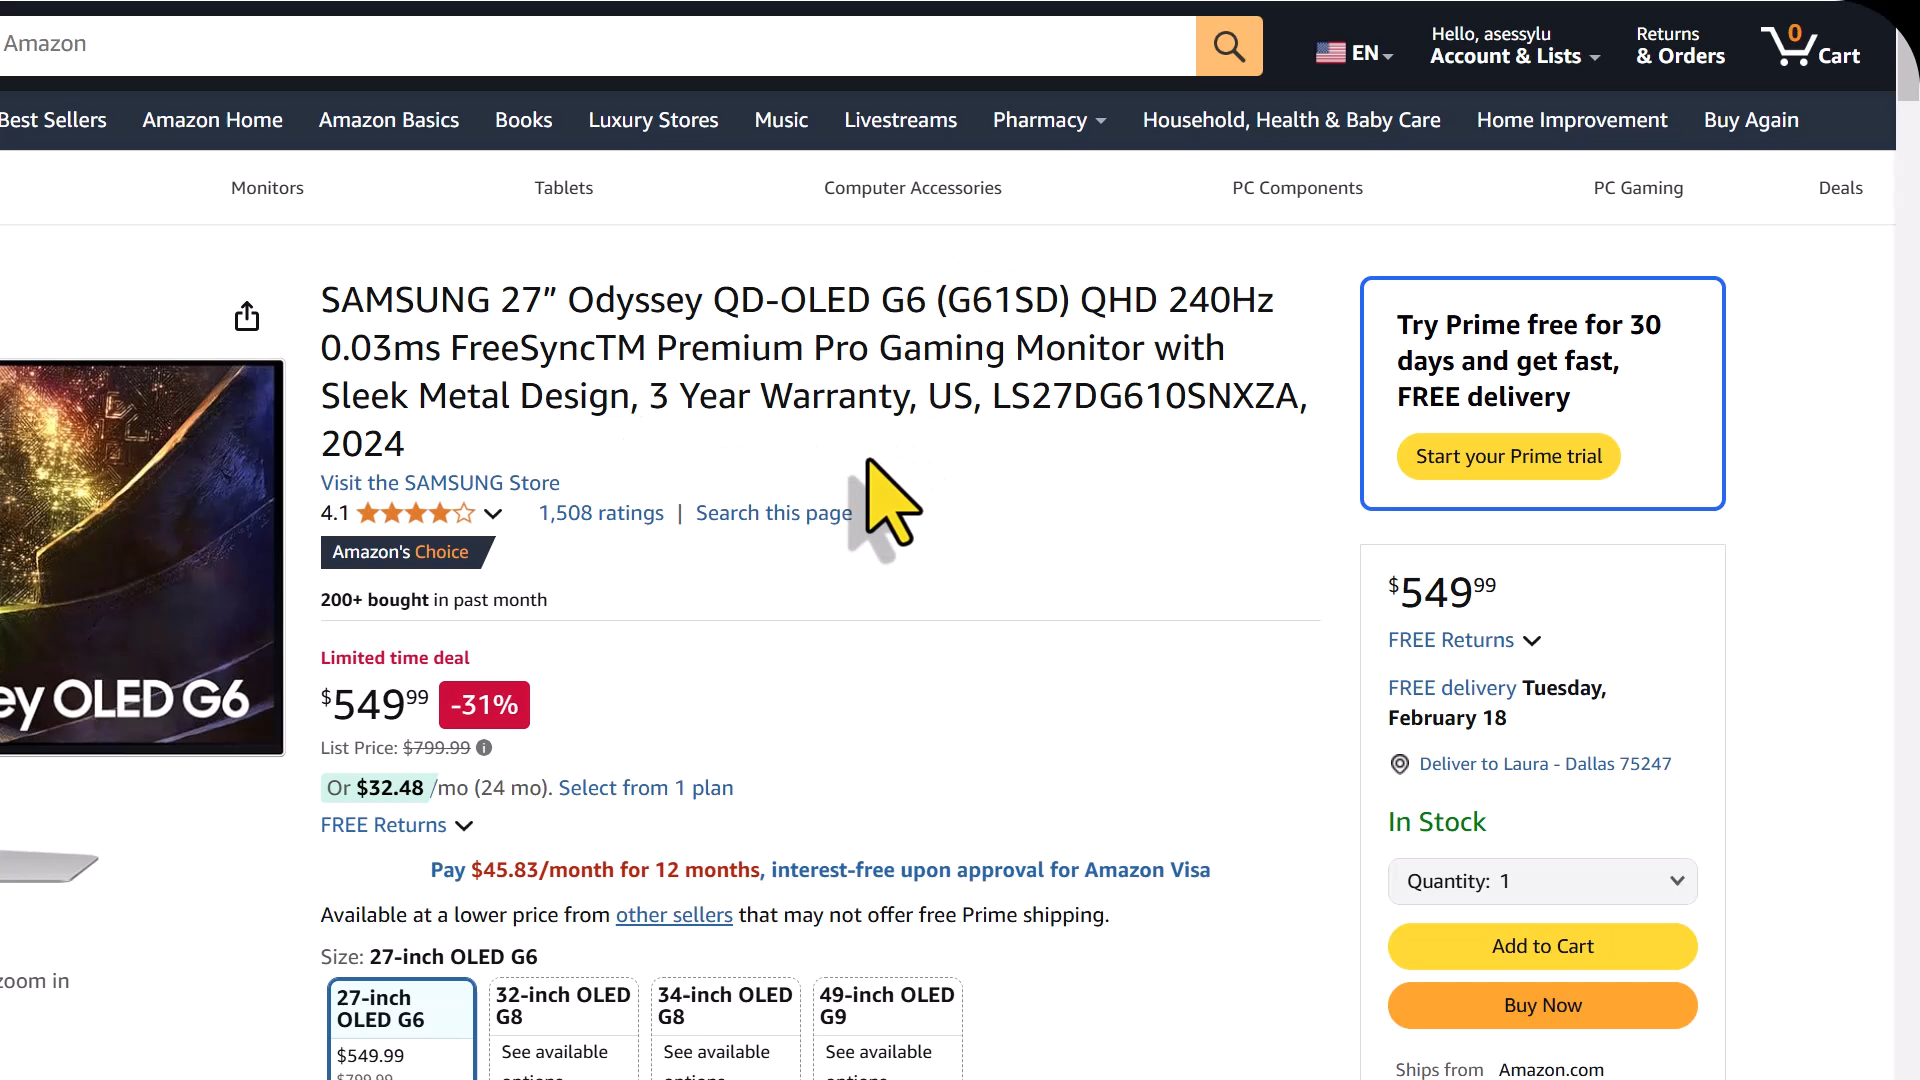 Amazon
EN
Hello, asessylu
Account & Lists
Returns
& Orders
0
Cart
Best Sellers
Amazon Home
Amazon Basics
Books
Luxury Stores
Music
Livestreams
Pharmacy
Household, Health & Baby Care
Home Improvement
Buy Again
Monitors
Tablets
Computer Accessories
PC Components
PC Gaming
Deals
SAMSUNG 27” Odyssey QD-OLED G6 (G61SD) QHD 240Hz
0.03ms FreeSyncTM Premium Pro Gaming Monitor with
Sleek Metal Design, 3 Year Warranty, US, LS27DG610SNXZA,
2024
Visit the SAMSUNG Store
4.1
1,508 ratings | Search this page
Amazon's Choice
200+ bought in past month
Limited time deal
$549.99 -31%
List Price: $799.99
Or $32.48 /mo (24 mo). Select from 1 plan
FREE Returns
Pay $45.83/month for 12 months, interest-free upon approval for Amazon Visa
Available at a lower price from other sellers that may not offer free Prime shipping.
Size: 27-inch OLED G6
27-inch
OLED G6
$549.99
$799.99
32-inch OLED
G8
See available
options
34-inch OLED
G8
See available
options
49-inch OLED
G9
See available
options
ey OLED G6
zoom in
Try Prime free for 30
days and get fast,
FREE delivery
Start your Prime trial
$549.99
FREE Returns
FREE delivery Tuesday,
February 18
Deliver to Laura - Dallas 75247
In Stock
Quantity: 1
Add to Cart
Buy Now
Ships from Amazon.com